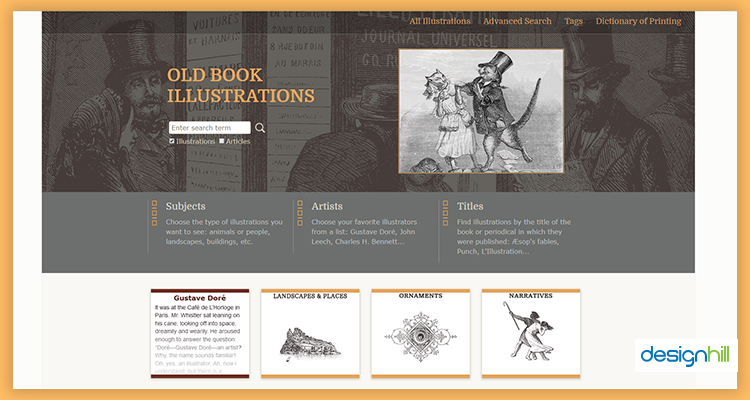 All Illustrations Advanced Search Tags Dictionary of Printing
VOITURES
JOURNAL UNIVERSEL
OLD BOOK
ILLUSTRATIONS
Enter search term
Illustrations Articles
Subjects
Choose the type of illustrations you
want to see: animals or people,
landscapes, buildings, etc.
Artists
Choose your favorite illustrators
from a list: Gustave Doré, John
Leech, Charles H. Bennett...
Titles
Find illustrations by the title of the
book or periodical in which they
were published: Æsop's fables,
Punch, L'Illustration...
Gustave Doré
It was at the Café de L'Horloge in
Paris. Mr. Whistler sat leaning on
his cane, looking off into space,
dreamily and wearily. He aroused
enough to answer the question:
"Doré—Gustave Doré—an artist?
Why, the name sounds familiar!
Oh, yes, an illustrator. Ah, now I
understand; but there is a
LANDSCAPES & PLACES
ORNAMENTS
NARRATIVES
designhill